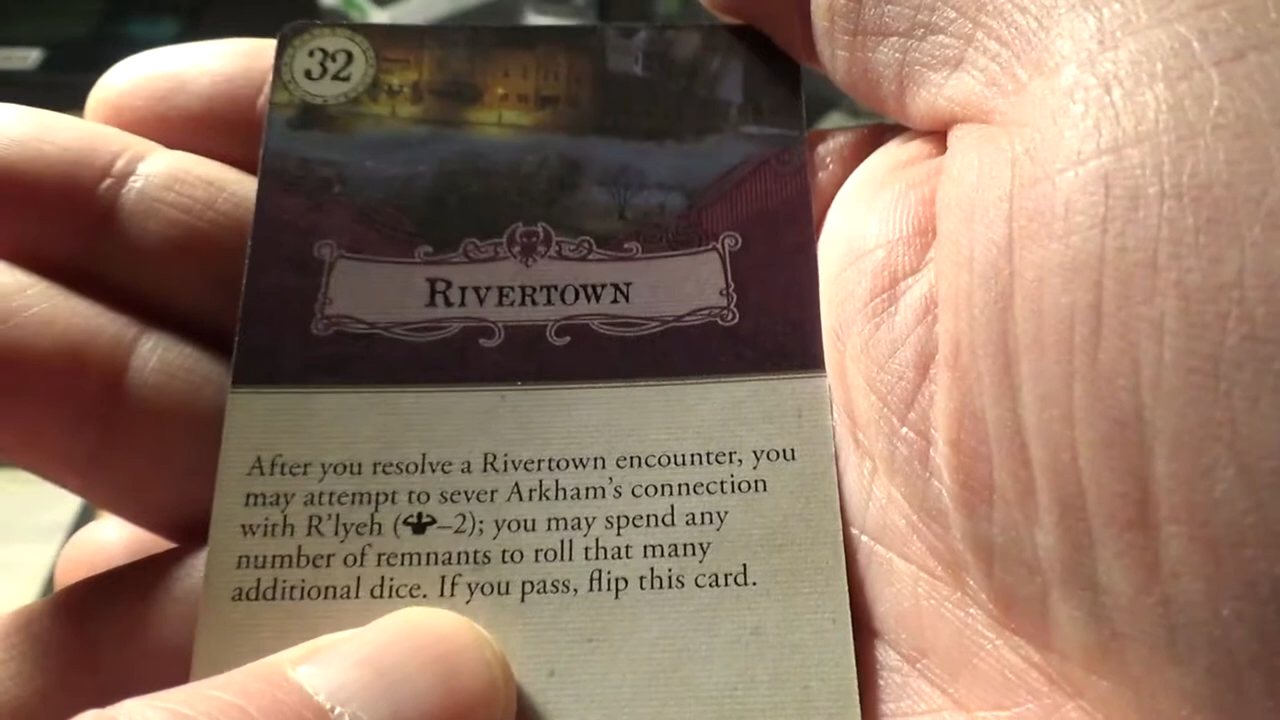 32
RIVERTOWN
After you resolve a Rivertown encounter, you
may attempt to sever Arkham's connection
with R'lyeh (–2); you may spend any
number of remnants to roll that many
additional dice. If you pass, flip this card.